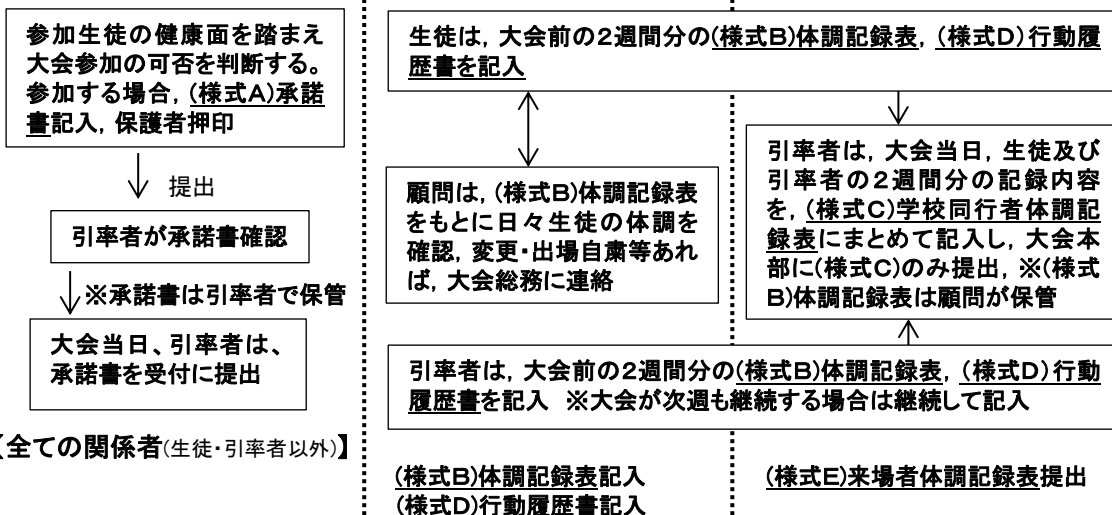 参加生徒の健康面を踏まえ
大会参加の可否を判断する。
参加する場合，(様式A)承諾
書記入，保護者押印
提出
引率者が承諾書確認
※承諾書は引率者で保管
大会当日、引率者は、
承諾書を受付に提出
【全ての関係者(生徒・引率者以外)】
生徒は，大会前の2週間分の(様式B)体調記録表，(様式D)行動履
歴書を記入
顧問は，(様式B)体調記録表
をもとに日々生徒の体調を
確認，変更・出場自粛等あれ
ば，大会総務に連絡
引率者は，大会当日，生徒及び
引率者の2週間分の記録内容
を，(様式C)学校同行者体調記
録表にまとめて記入し，大会本
部に(様式C)のみ提出，※(様式
B)体調記録表は顧問が保管
引率者は，大会前の2週間分の(様式B)体調記録表，(様式D)行動
履歴書を記入　※大会が次週も継続する場合は継続して記入
(様式B)体調記録表記入
(様式D)行動履歴書記入
(様式E)来場者体調記録表提出